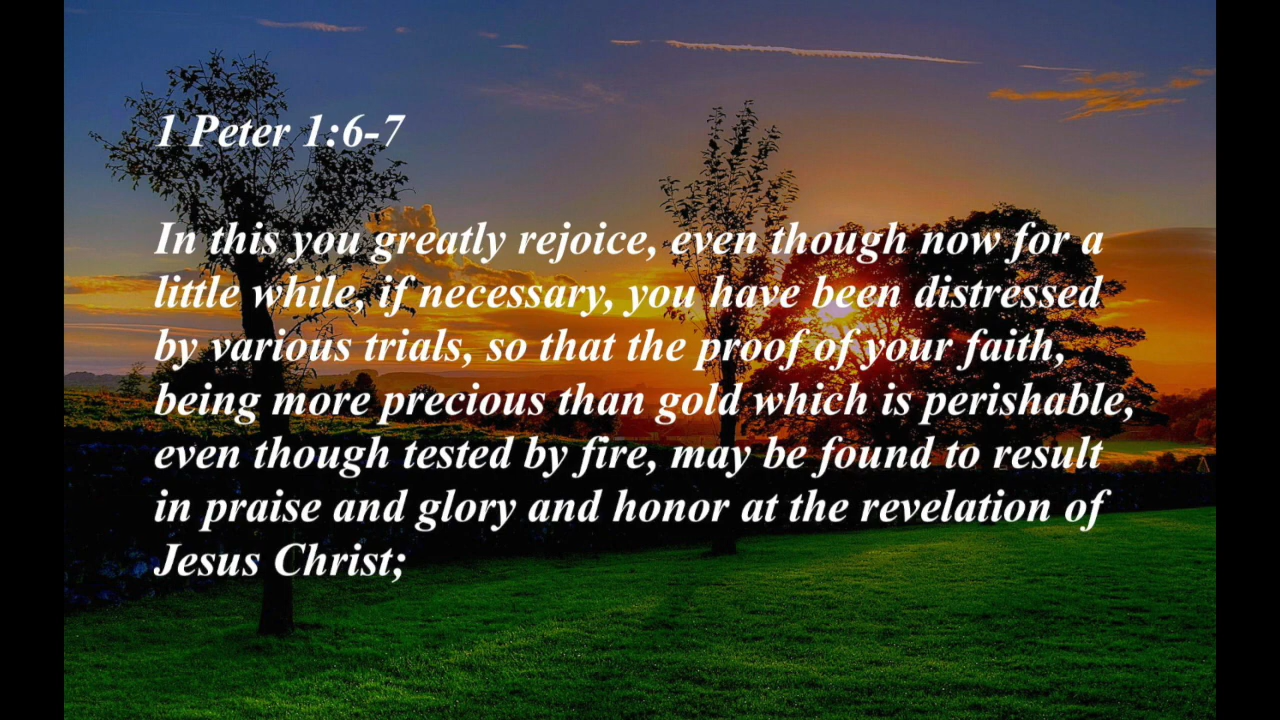 1 Peter 1:6-7
In this you greatly rejoice, even though now for a
little while, if necessary, you have been distressed
by various trials, so that the proof of your faith,
being more precious than gold which is perishable,
even though tested by fire, may be found to result
in praise and glory and honor at the revelation of
Jesus Christ;